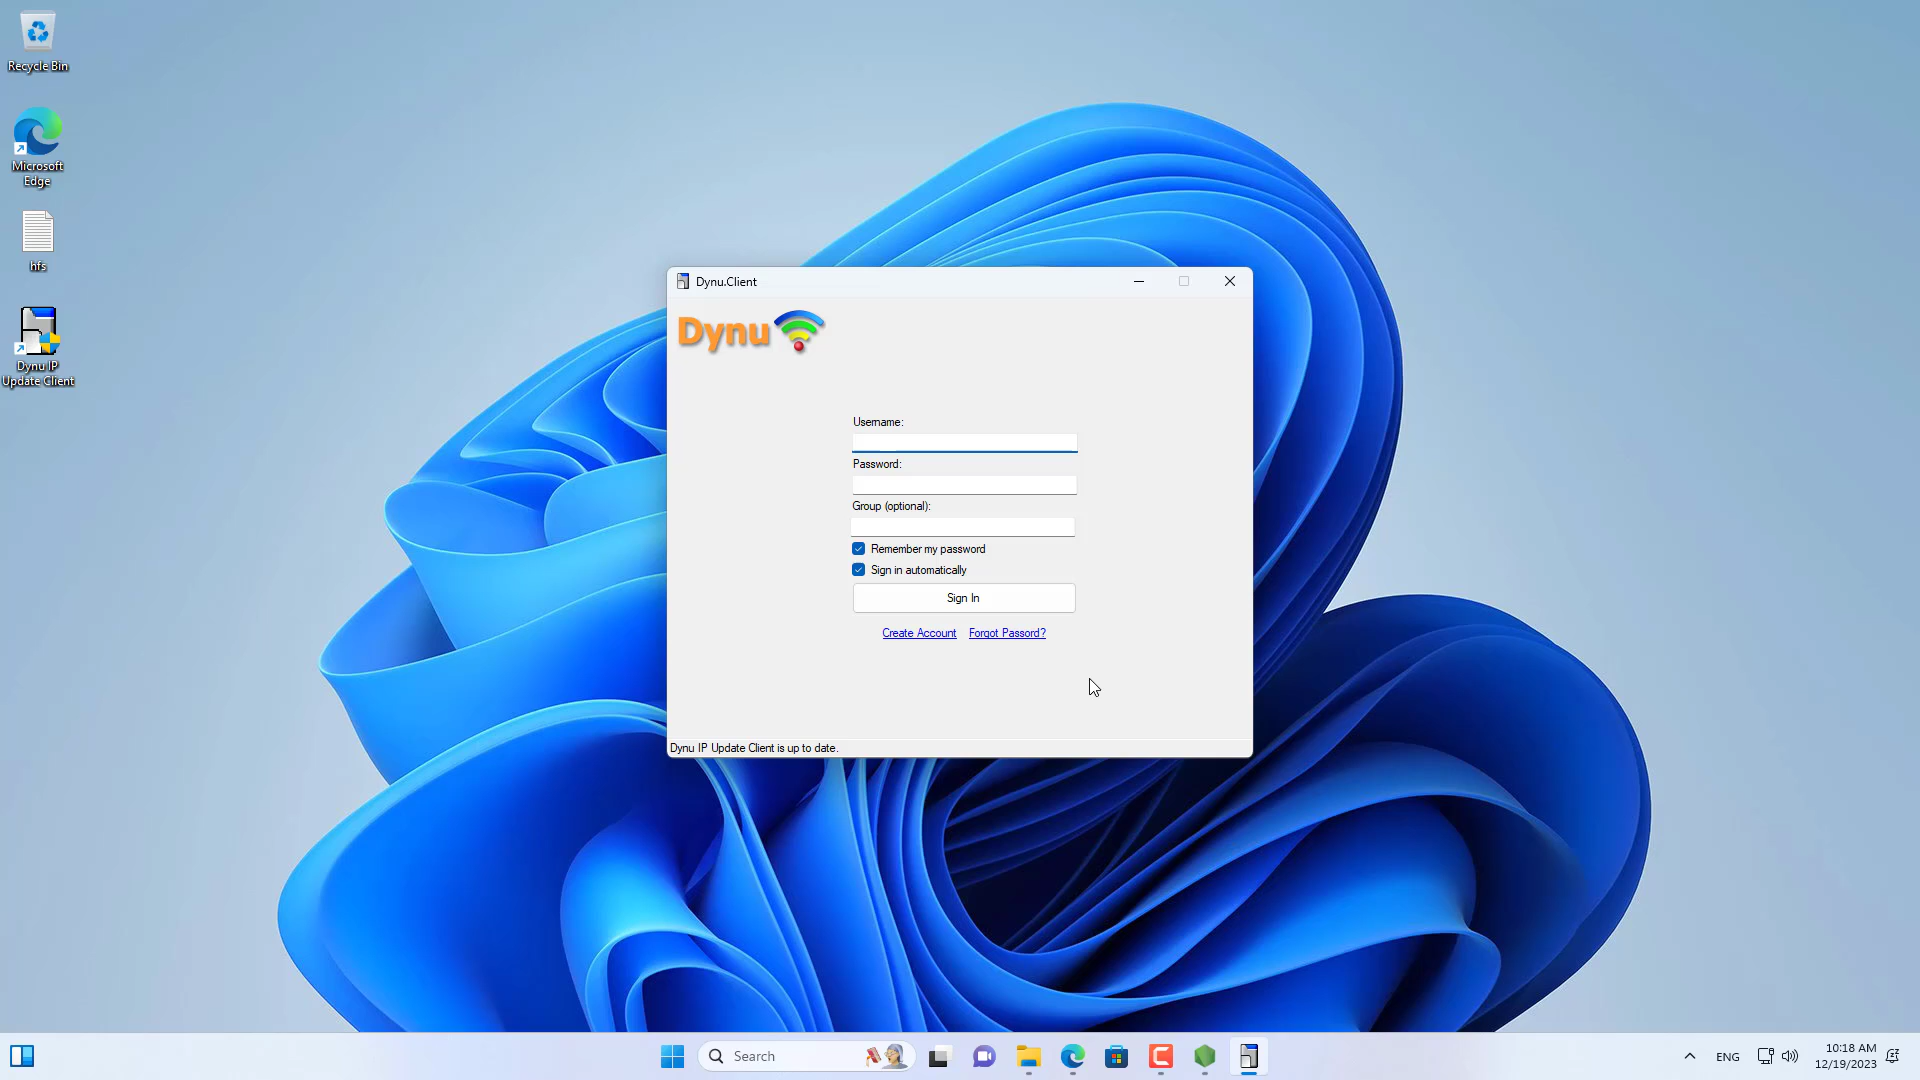 Recycle Bin
Microsoft
Edge
hfs
Dynu IP
Update Client
Dynu.Client
Dynu
Username:
Password:
Group (optional):
Remember my password
Sign in automatically
Sign In
Create Account Forgot Passord?
Dynu IP Update Client is up to date.
Search
ENG
10:18 AM
12/19/2023